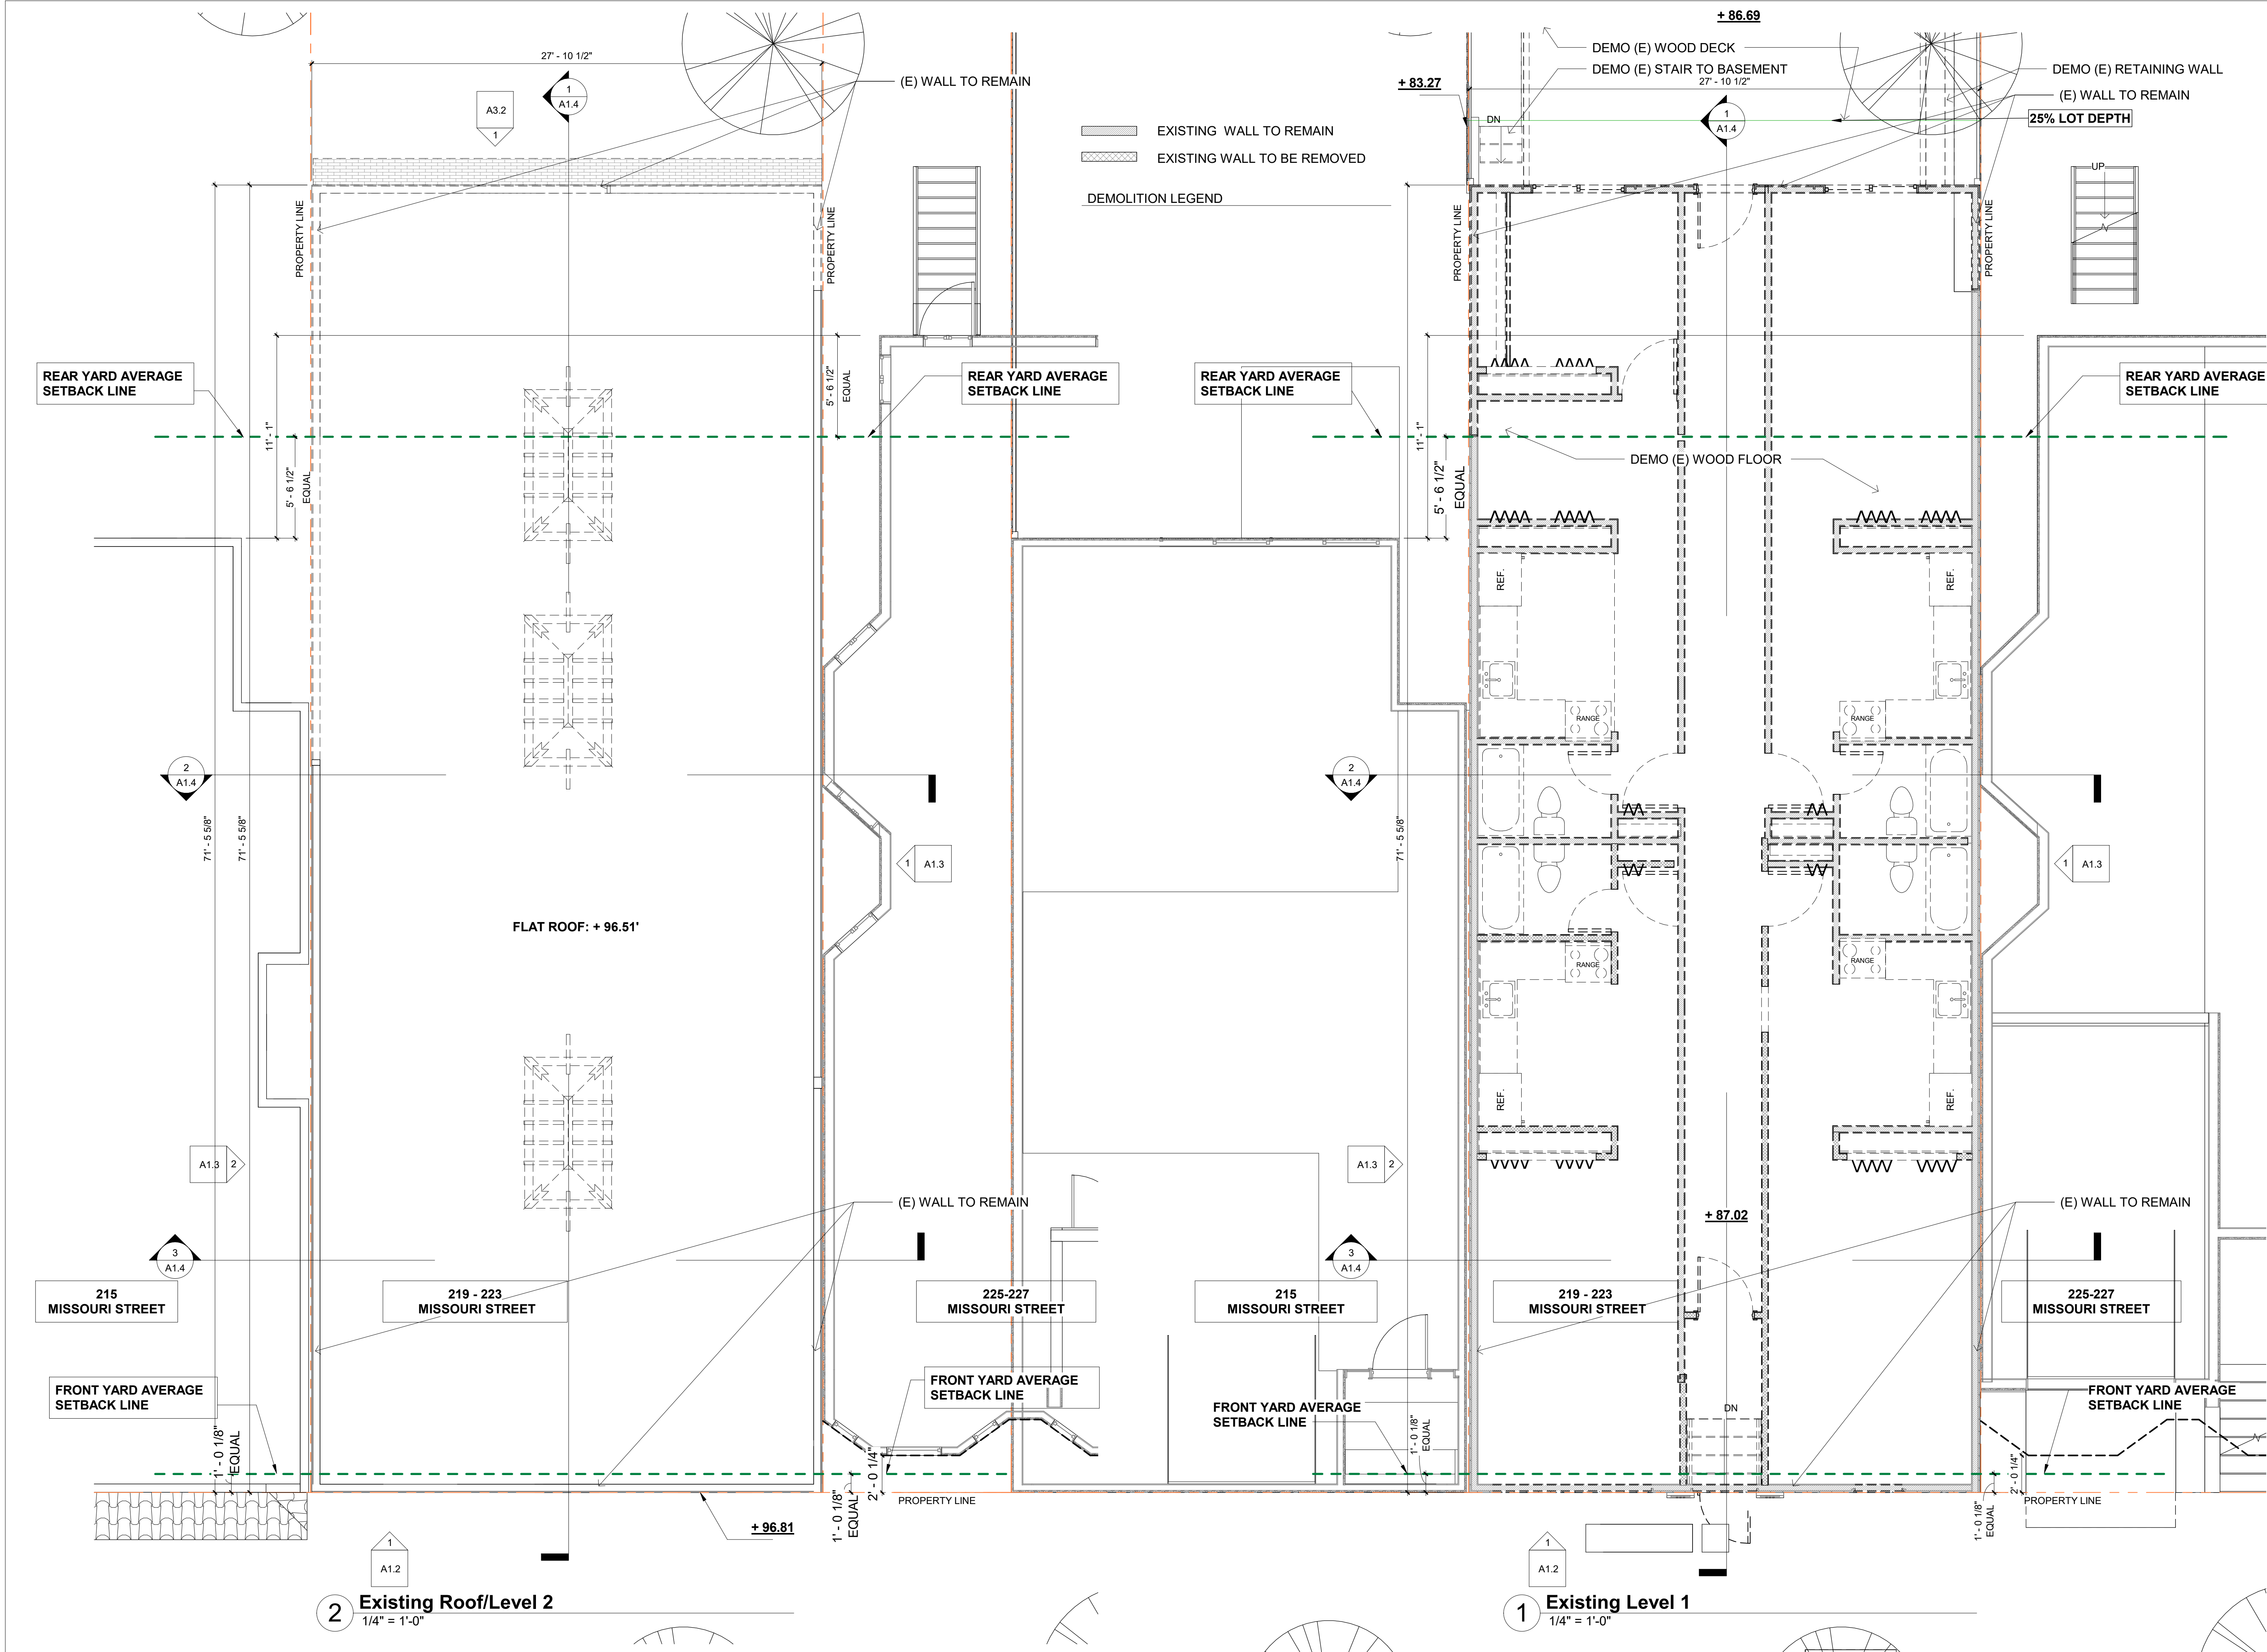 27' - 10 1/2"
1
A1.4
A3.2
1
(E) WALL TO REMAIN
PROPERTY LINE
PROPERTY LINE
REAR YARD AVERAGE
SETBACK LINE
REAR YARD AVERAGE
SETBACK LINE
11' - 1"
5' - 6 1/2"
EQUAL
5' - 6 1/2"
EQUAL
2
A1.4
71' - 5 5/8"
71' - 5 5/8"
1
A1.3
FLAT ROOF: + 96.51'
A1.3
2
(E) WALL TO REMAIN
3
A1.4
215
MISSOURI STREET
219 - 223
MISSOURI STREET
225-227
MISSOURI STREET
FRONT YARD AVERAGE
SETBACK LINE
FRONT YARD AVERAGE
SETBACK LINE
1' - 0 1/8"
EQUAL
1' - 0 1/8"
EQUAL
2' - 0 1/4"
PROPERTY LINE
+ 96.81
1
A1.2
2
Existing Roof/Level 2
1/4" = 1'-0"
EXISTING WALL TO REMAIN
EXISTING WALL TO BE REMOVED
DEMOLITION LEGEND
+ 86.69
DEMO (E) WOOD DECK
DEMO (E) STAIR TO BASEMENT
27' - 10 1/2"
+ 83.27
DN
1
A1.4
DEMO (E) RETAINING WALL
(E) WALL TO REMAIN
25% LOT DEPTH
UP
PROPERTY LINE
PROPERTY LINE
REAR YARD AVERAGE
SETBACK LINE
REAR YARD AVERAGE
SETBACK LINE
11' - 1"
5' - 6 1/2"
EQUAL
DEMO (E) WOOD FLOOR
REF.
REF.
RANGE
RANGE
2
A1.4
71' - 5 5/8"
1
A1.3
RANGE
RANGE
REF.
REF.
A1.3
2
+ 87.02
(E) WALL TO REMAIN
3
A1.4
215
MISSOURI STREET
219 - 223
MISSOURI STREET
225-227
MISSOURI STREET
FRONT YARD AVERAGE
SETBACK LINE
FRONT YARD AVERAGE
SETBACK LINE
DN
1' - 0 1/8"
EQUAL
1' - 0 1/8"
EQUAL
2' - 0 1/4"
PROPERTY LINE
1
A1.2
1
Existing Level 1
1/4" = 1'-0"